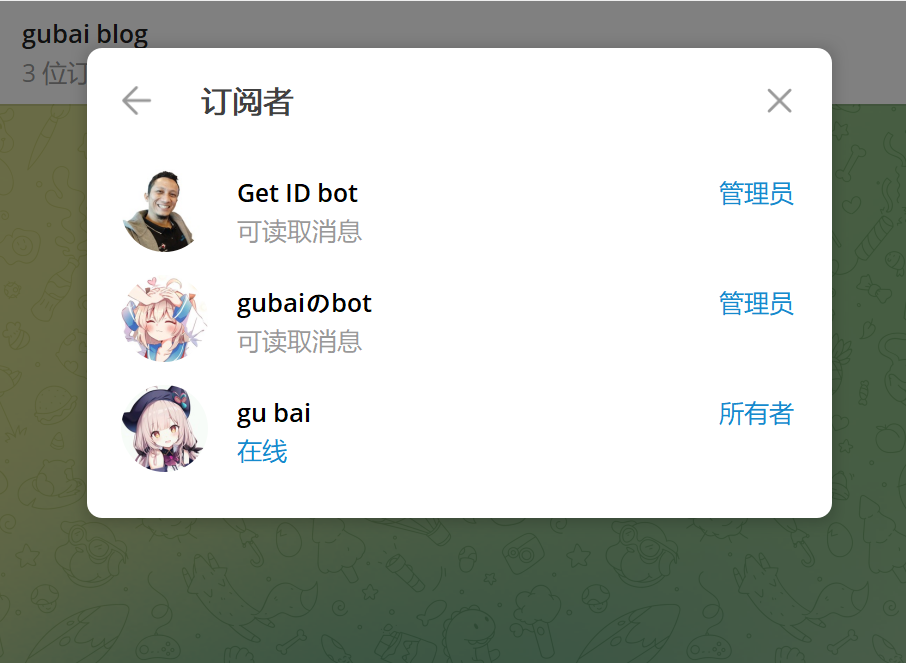 gubai blog
3 位订
订阅者
Get ID bot
管理员
可读取消息
gubaiのbot
管理员
可读取消息
gu bai
所有者
在线